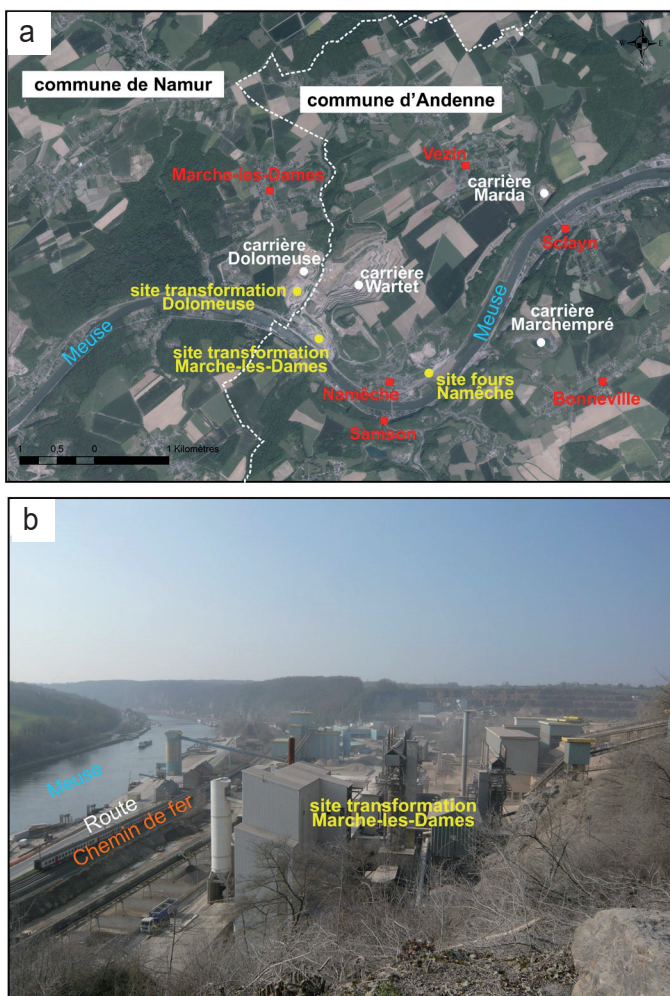 a
commune de Namur
commune d'Andenne
N
W E
S
Marche-les-Dames
Vezin
carrière
Marda
Sclayn
carrière
Dolomeuse
carrière
Wartet
site transformation
Dolomeuse
Meuse
Meuse
carrière
Marchempré
site transformation
Marche-les-Dames
Namêche
site fours
Namêche
Bonneville
Samson
1 0,5 0 1 Kilomètres
b
Meuse
Route
Chemin de fer
site transformation
Marche-les-Dames